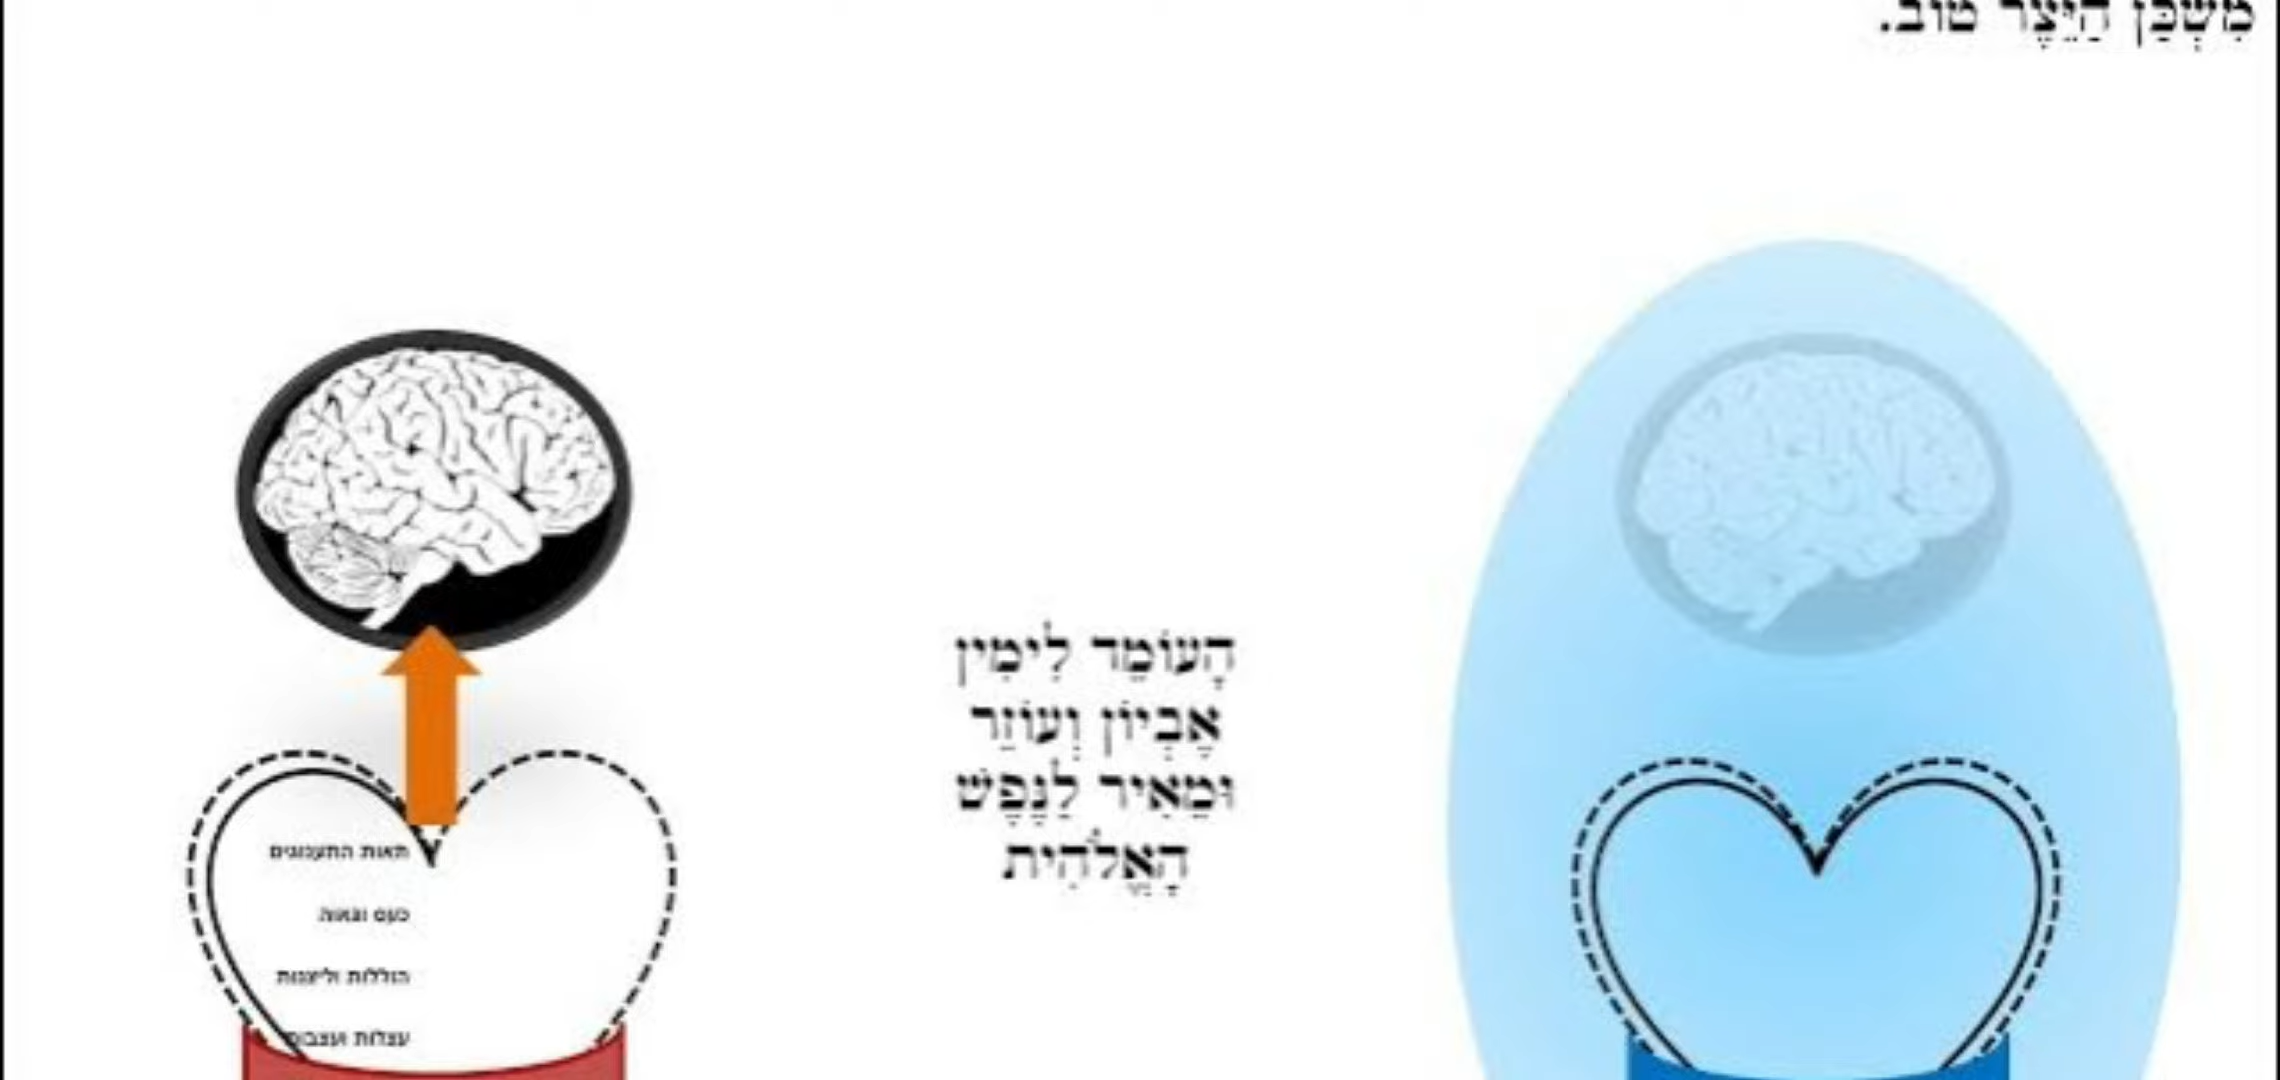 מִשְׁכַּן הַיֵּצֶר טוֹב.
הָעוֹמֵד לִימִין
אֶבְיוֹן וְעוֹזֵר
וּמֵאִיר לַנֶּפֶשׁ
הָאֱלֹהִית
תאות התענוגים
כעס וגאוה
הוללות וליצנות
עצלות ועצבות